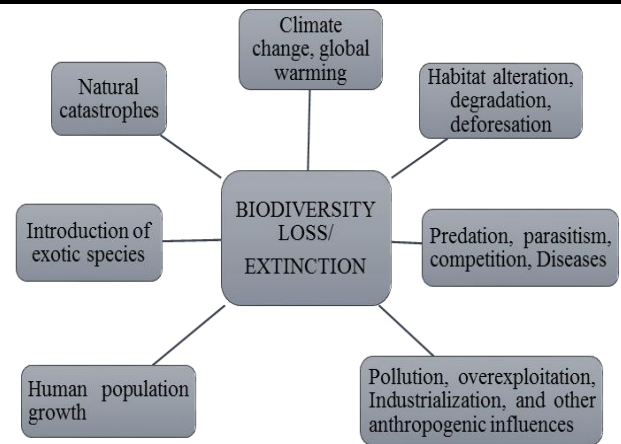 Climate
change, global
warming
Natural
catastrophes
Habitat alteration,
degradation,
deforesation
BIODIVERSITY
LOSS/
EXTINCTION
Introduction of
exotic species
Predation, parasitism,
competition, Diseases
Human population
growth
Pollution, overexploitation,
Industrialization, and other
anthropogenic influences